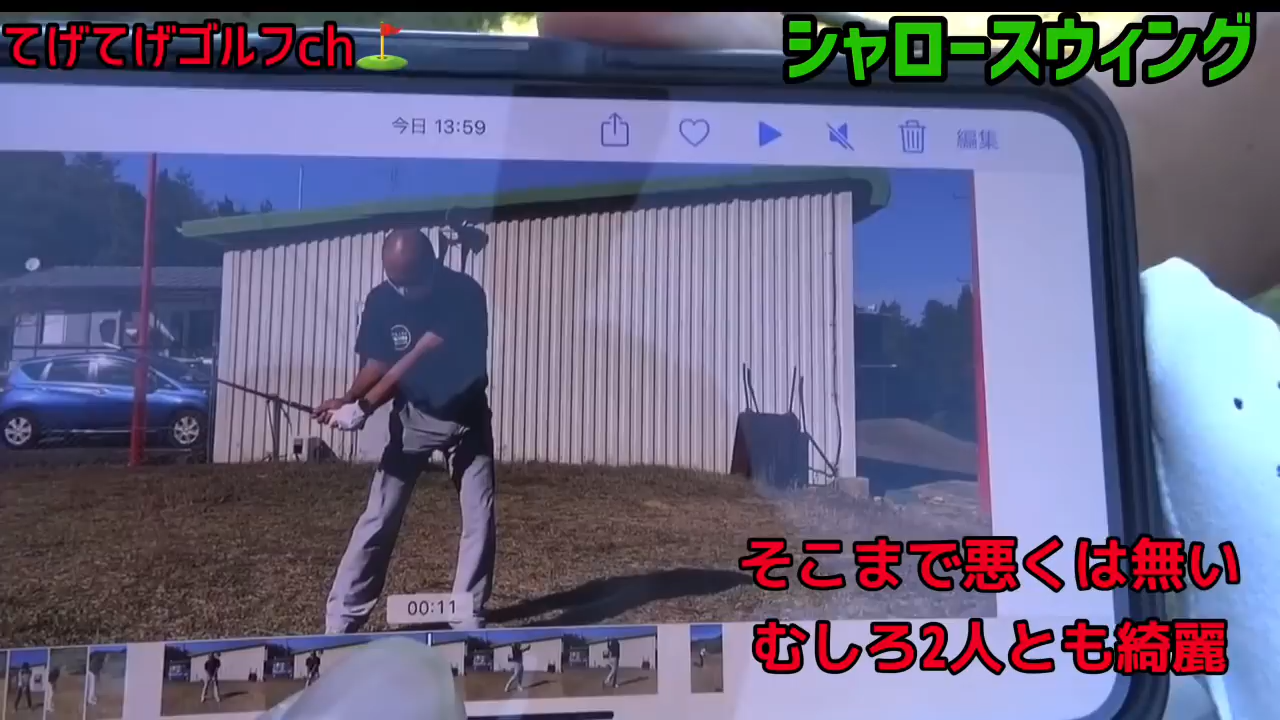 てげてげゴルフch
シャロースウィング
今日 13:59
編集
00:11
そこまで悪くは無い
むしろ2人とも綺麗